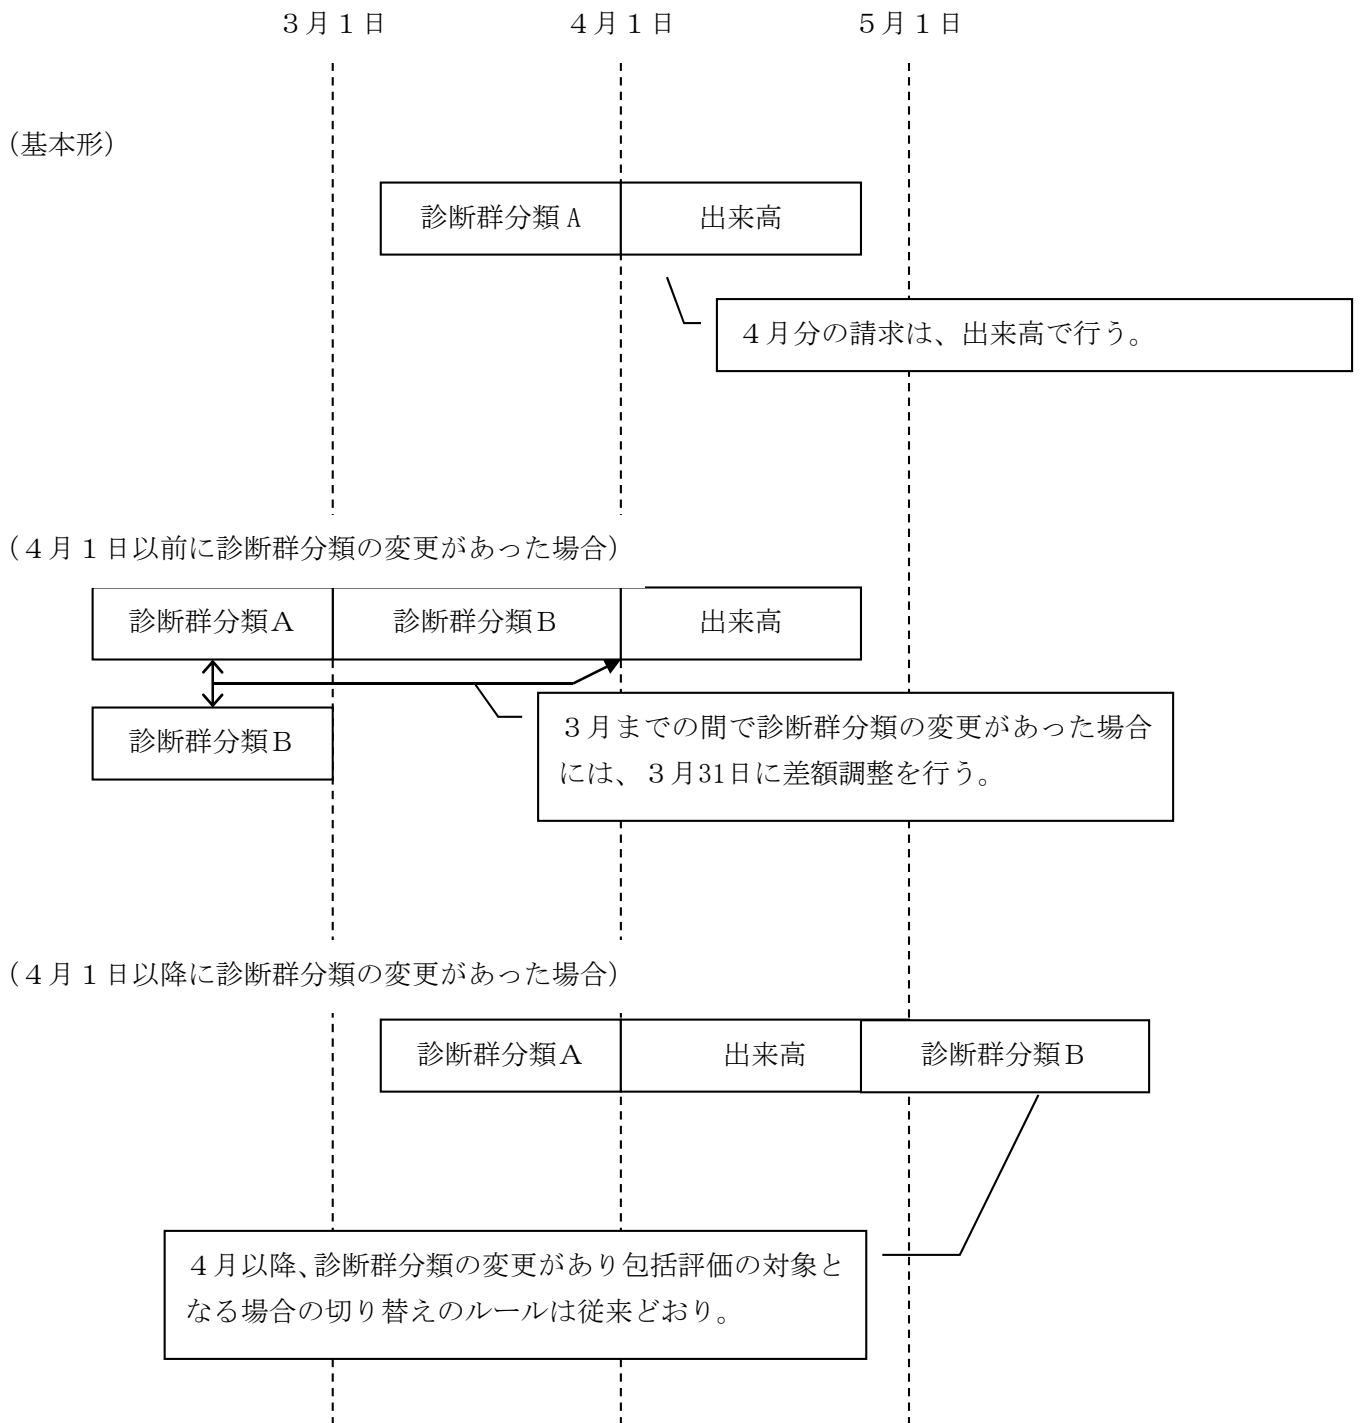 ３月１日 ４月１日 ５月１日
（基本形）
診断群分類 A 出来高
４月分の請求は、出来高で行う。
（４月１日以前に診断群分類の変更があった場合）
診断群分類Ａ 診断群分類Ｂ 出来高
診断群分類Ｂ
３月までの間で診断群分類の変更があった場合
には、３月31日に差額調整を行う。
（４月１日以降に診断群分類の変更があった場合）
診断群分類Ａ 出来高 診断群分類Ｂ
４月以降、診断群分類の変更があり包括評価の対象と
なる場合の切り替えのルールは従来どおり。